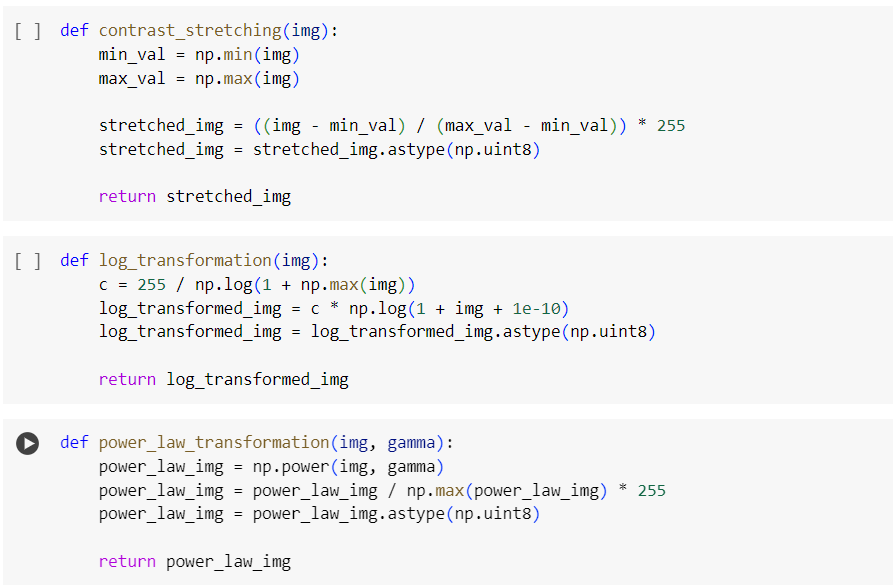 [ ] def contrast_stretching(img):
    min_val = np.min(img)
    max_val = np.max(img)
    stretched_img = ((img - min_val) / (max_val - min_val)) * 255
    stretched_img = stretched_img.astype(np.uint8)
    return stretched_img
[ ] def log_transformation(img):
    c = 255 / np.log(1 + np.max(img))
    log_transformed_img = c * np.log(1 + img + 1e-10)
    log_transformed_img = log_transformed_img.astype(np.uint8)
    return log_transformed_img
def power_law_transformation(img, gamma):
    power_law_img = np.power(img, gamma)
    power_law_img = power_law_img / np.max(power_law_img) * 255
    power_law_img = power_law_img.astype(np.uint8)
    return power_law_img